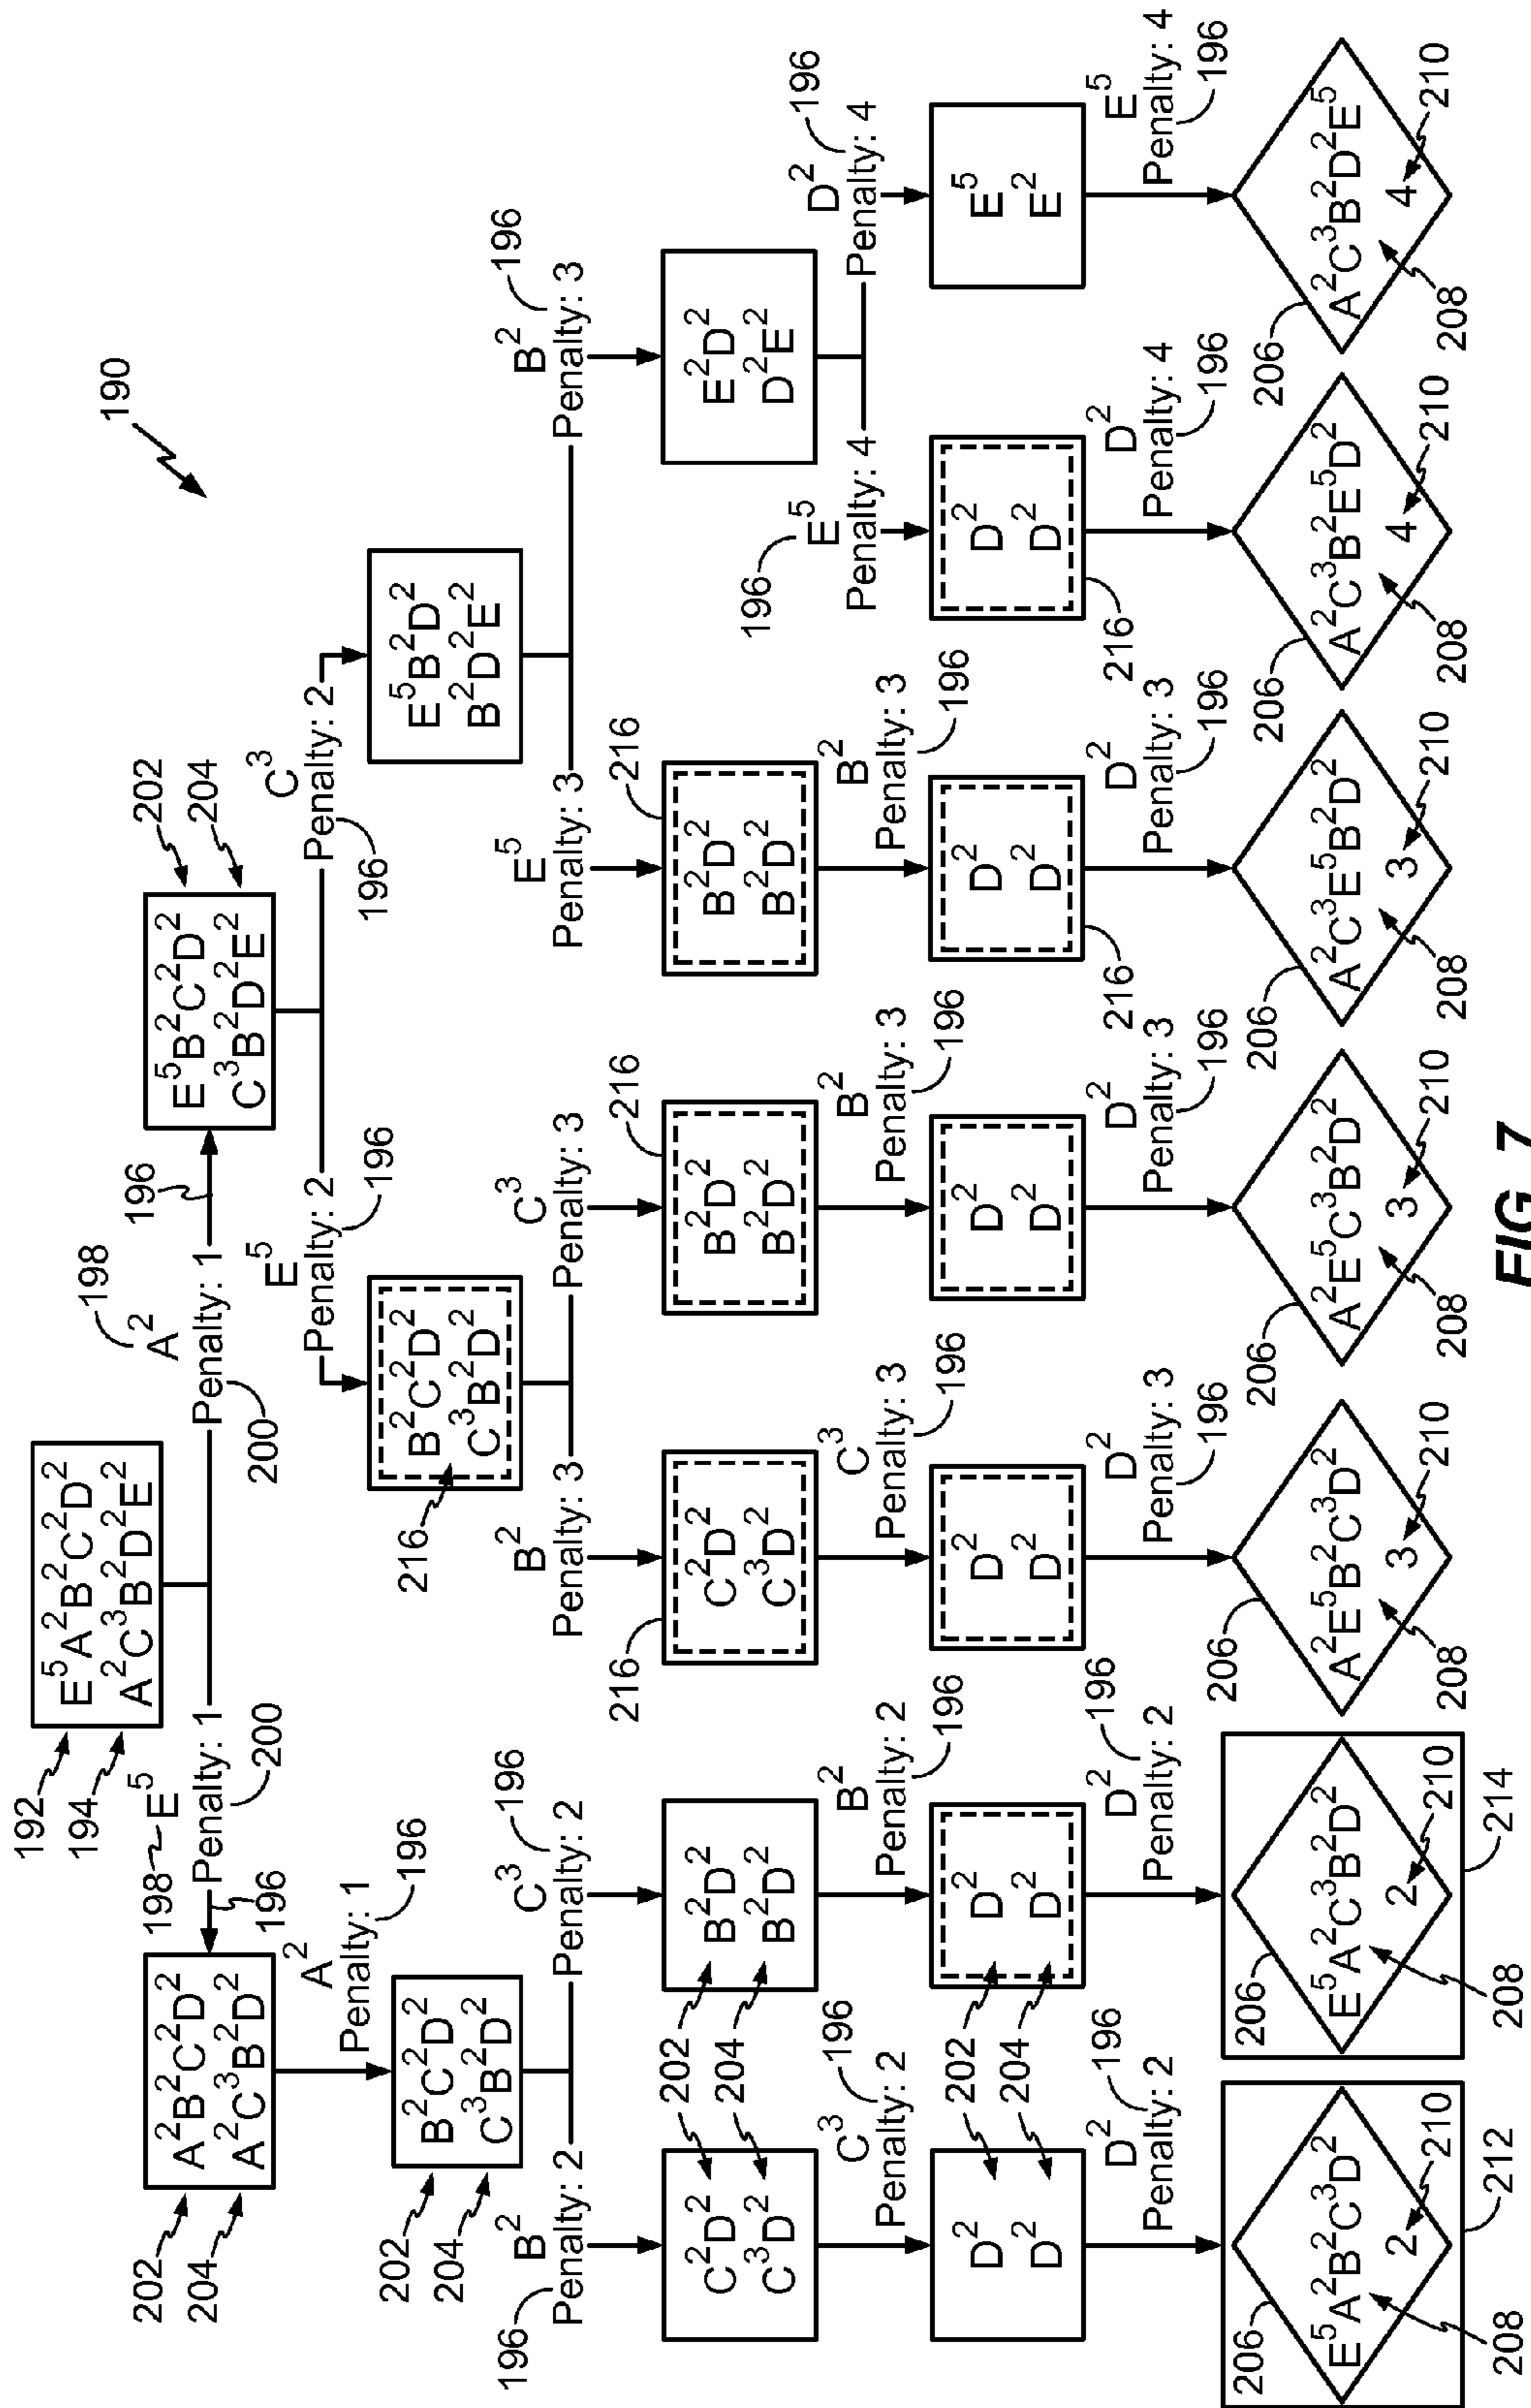 190
192
194
E⁵A²B²C²D²
A²C³B²D²E²
198
E⁵
Penalty: 1
200
196
198
A²
Penalty: 1
200
196
202
204
A²B²C²D²
A²C³B²D²
E⁵B²C²D²
C³B²D²E²
202
204
A²
Penalty: 1
196
E⁵
Penalty: 2
196
C³
Penalty: 2
196
202
204
B²C²D²
C³B²D²
B²C²D²
C³B²D²
216
E⁵B²D²
B²D²E²
196
B²
Penalty: 2
C³
Penalty: 2
196
B²
Penalty: 3
C³
Penalty: 3
E⁵
Penalty: 3
B²
Penalty: 3
196
C²D²
C³D²
202
204
B²D²
B²D²
216
C²D²
C³D²
B²D²
B²D²
216
B²D²
B²D²
216
E²D²
D²E²
C³
Penalty: 2
196
B²
Penalty: 2
196
C³
Penalty: 3
196
B²
Penalty: 3
196
B²
Penalty: 3
196
196
E⁵
Penalty: 4
D²
Penalty: 4
196
D²
D²
202
204
D²
D²
D²
D²
D²
D²
D²
D²
216
D²
D²
216
E⁵
E²
D²
Penalty: 2
196
D²
Penalty: 2
196
D²
Penalty: 3
196
D²
Penalty: 3
196
D²
Penalty: 3
196
D²
Penalty: 4
196
E⁵
Penalty: 4
196
206
E⁵A²B²C³D²
2
208
210
212
206
E⁵A²C³B²D²
2
208
210
214
206
A²E⁵B²C³D²
3
208
210
206
A²E⁵C³B²D²
3
208
210
206
A²C³E⁵B²D²
3
208
210
206
A²C³B²E⁵D²
4
208
210
206
A²C³B²D²E⁵
4
208
210
FIG. 7